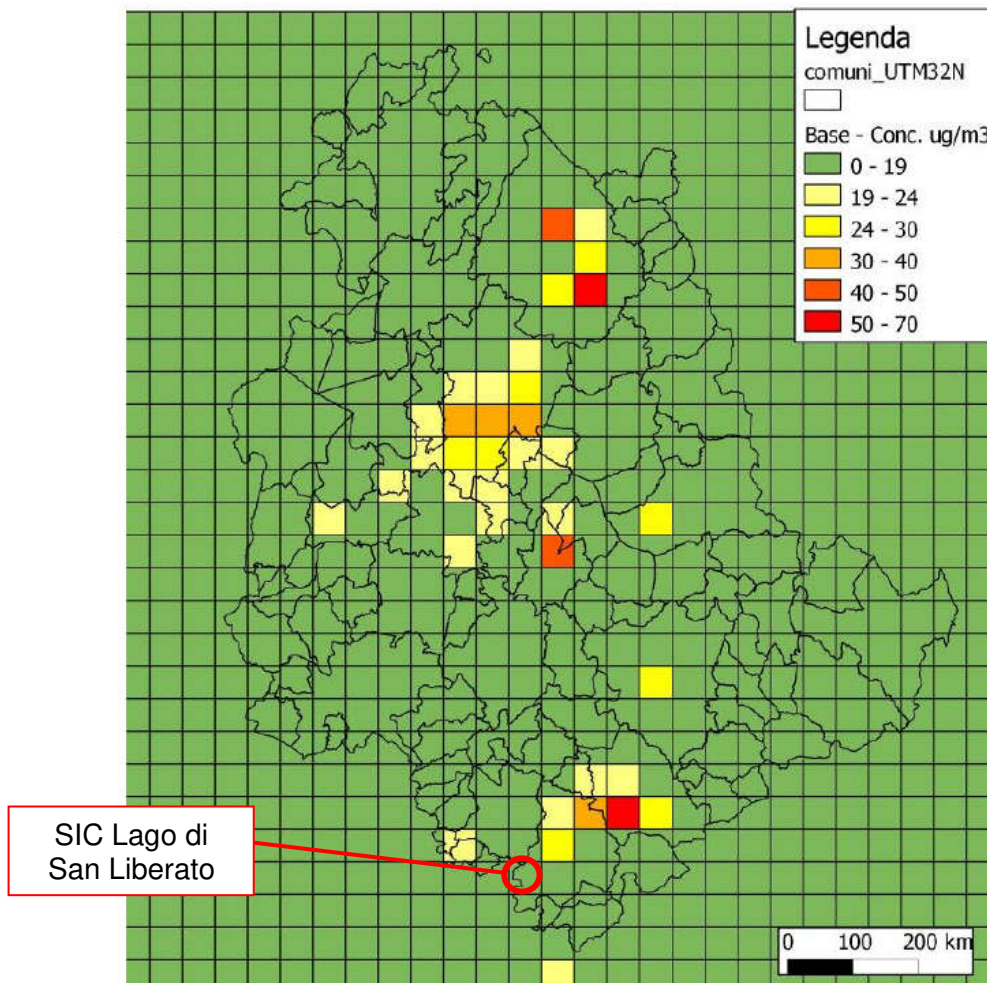 Legenda
comuni_UTM32N
Base - Conc. ug/m3
0 - 19
19 - 24
24 - 30
30 - 40
40 - 50
50 - 70
SIC Lago di
San Liberato
0 100 200 km